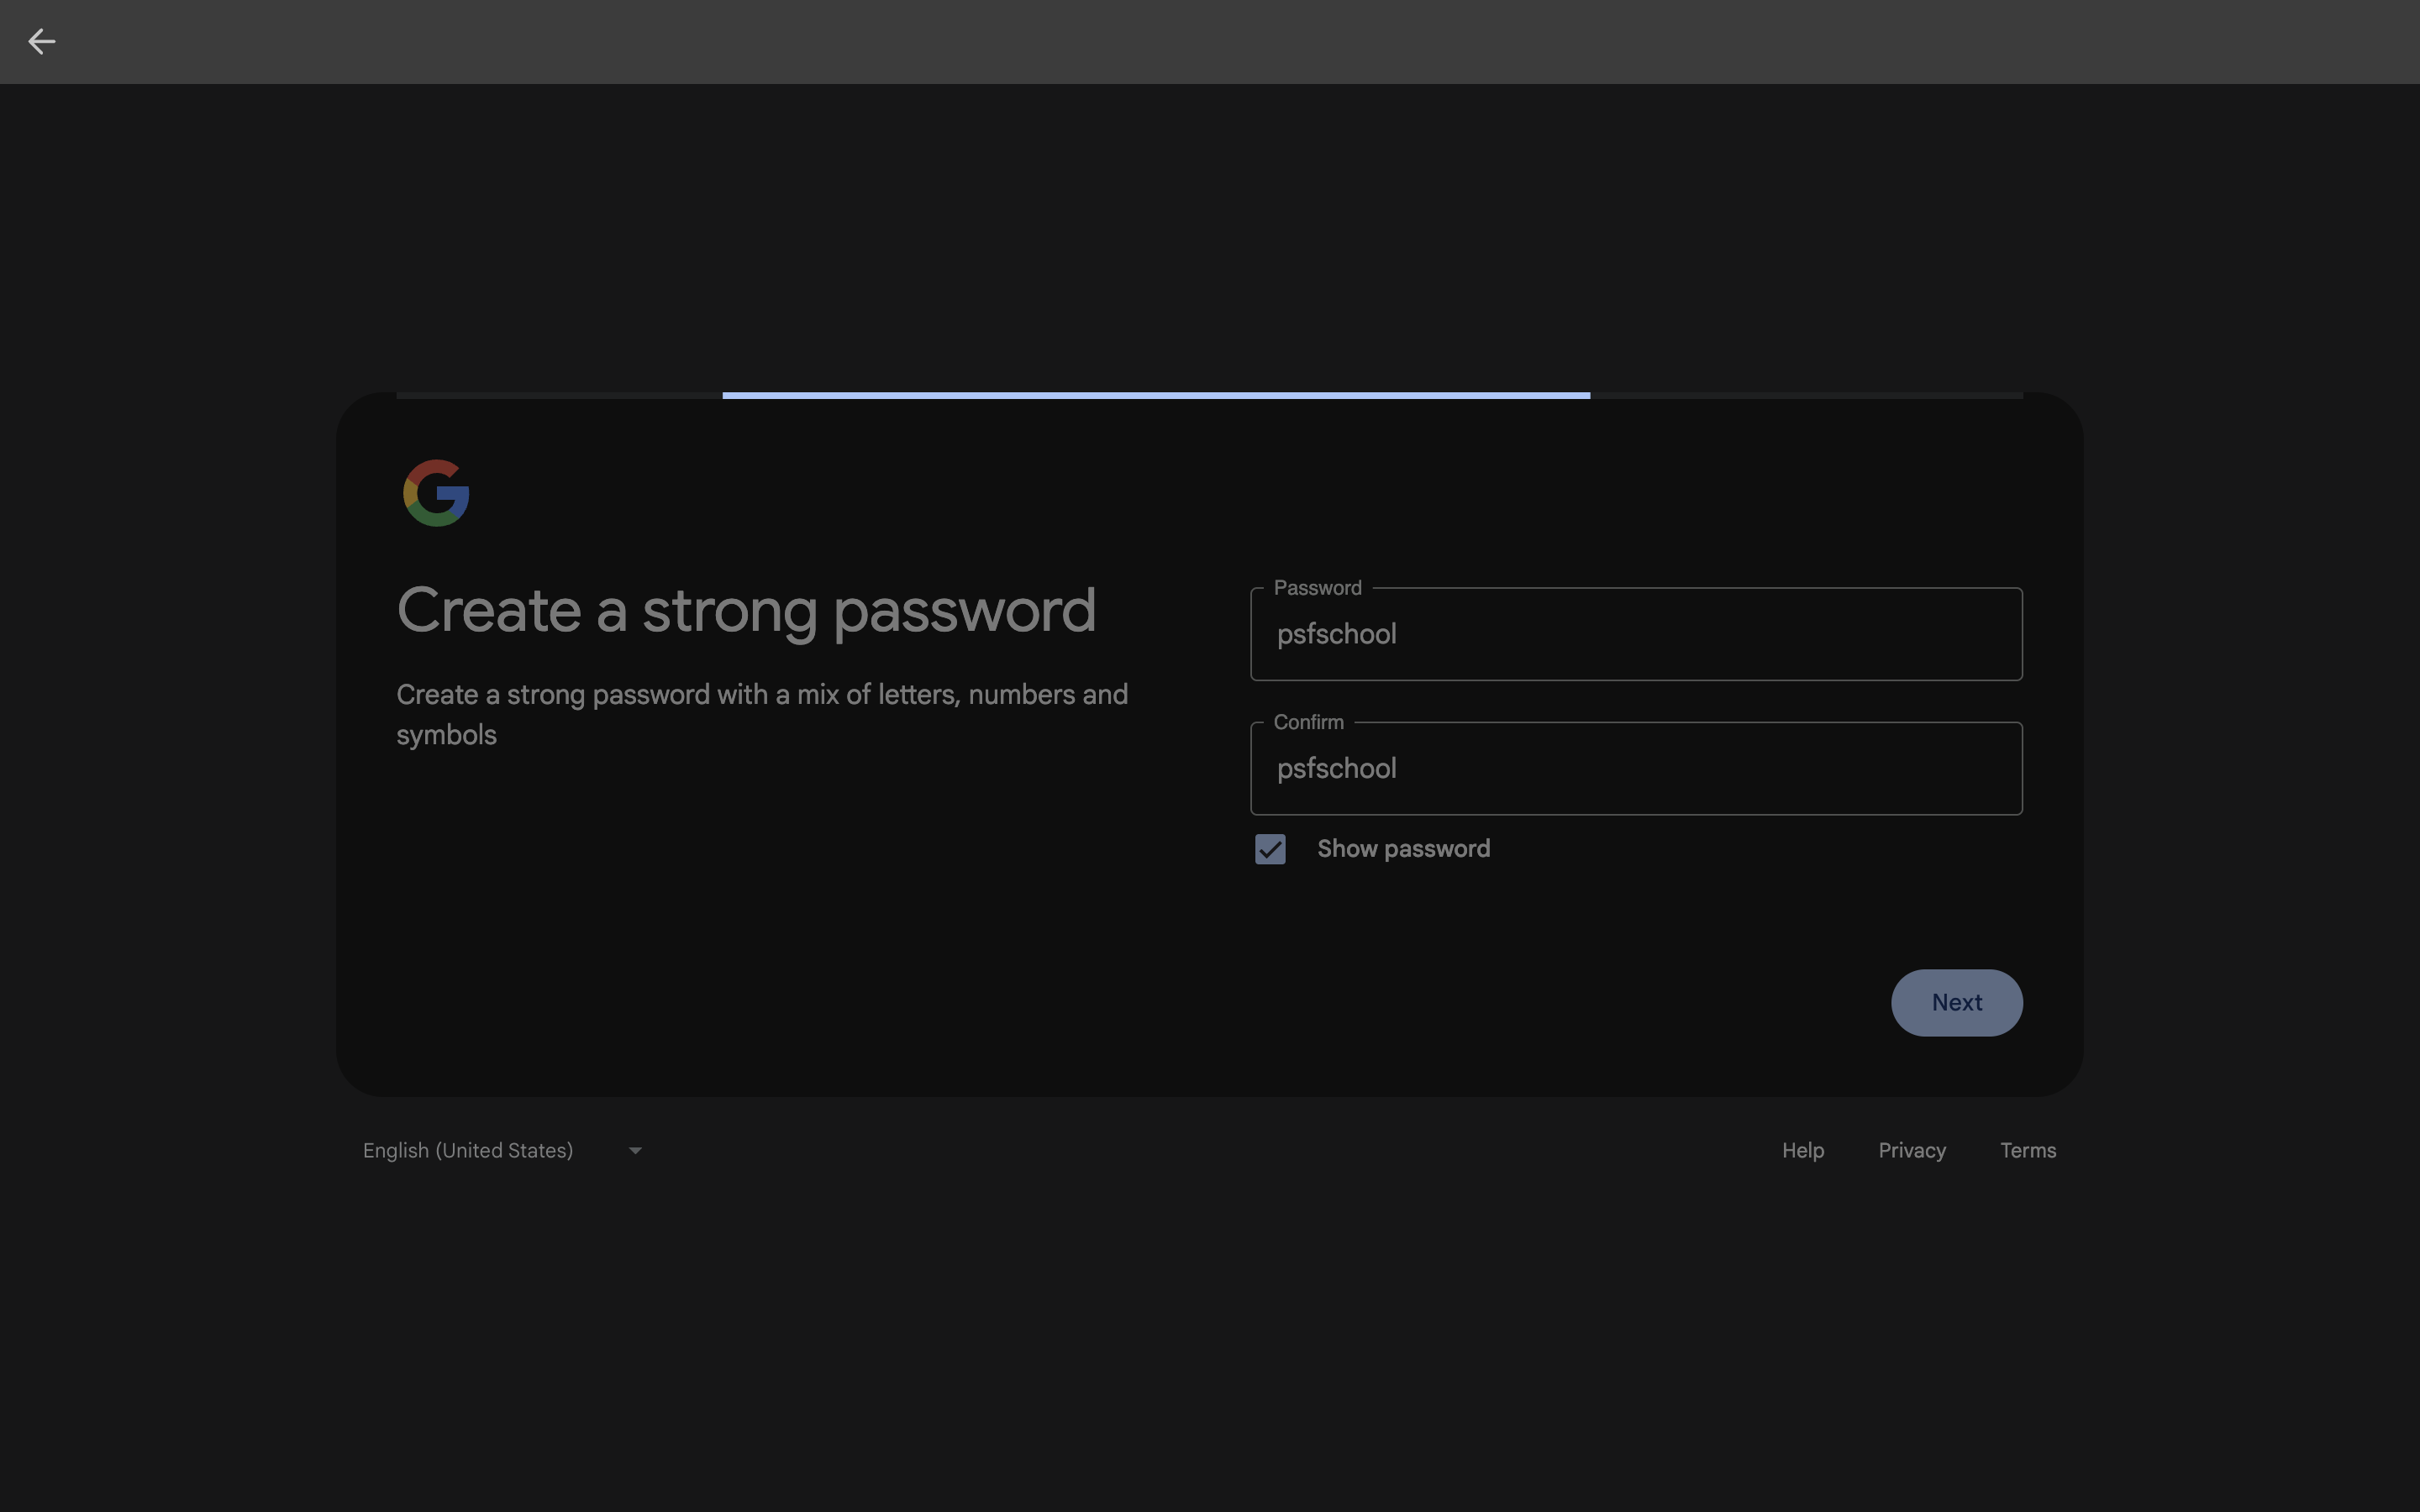 Create a strong password
Create a strong password with a mix of letters, numbers and
symbols
Password
psfschool
Confirm
psfschool
Show password
Next
English (United States)
Help
Privacy
Terms